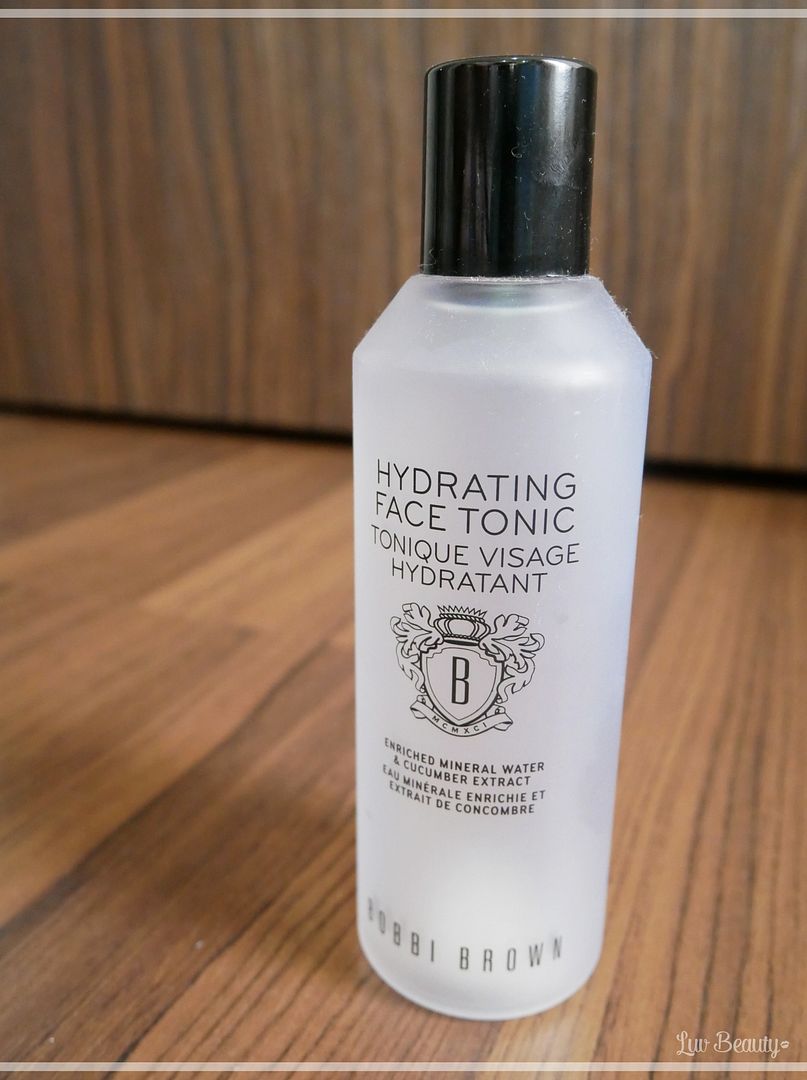 HYDRATING
FACE TONIC
TONIQUE VISAGE
HYDRATANT
B
MCMXCI
ENRICHED MINERAL WATER
& CUCUMBER EXTRACT
EAU MINÉRALE ENRICHIE ET
EXTRAIT DE CONCOMBRE
BOBBI BROWN
Luv Beauty